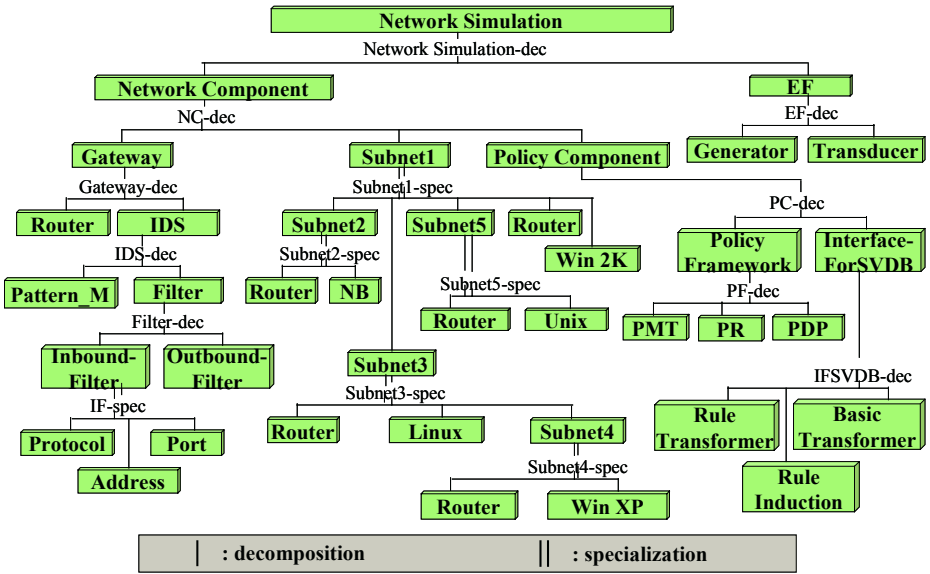 Network Simulation
Network Simulation-dec
Network Component
EF
NC-dec
EF-dec
Gateway
Subnet1
Policy Component
Generator
Transducer
Gateway-dec
Subnet1-spec
PC-dec
Router
IDS
Subnet2
Subnet5
Router
Policy
Framework
Interface-
ForSVDB
IDS-dec
Subnet2-spec
Win 2K
Pattern_M
Filter
Router
NB
Subnet5-spec
PF-dec
Filter-dec
Router
Unix
PMT
PR
PDP
Inbound-
Filter
Outbound-
Filter
Subnet3
IF-spec
Subnet3-spec
IFSVDB-dec
Protocol
Port
Router
Linux
Subnet4
Rule
Transformer
Basic
Transformer
Address
Subnet4-spec
Rule
Induction
Router
Win XP
| : decomposition
|| : specialization